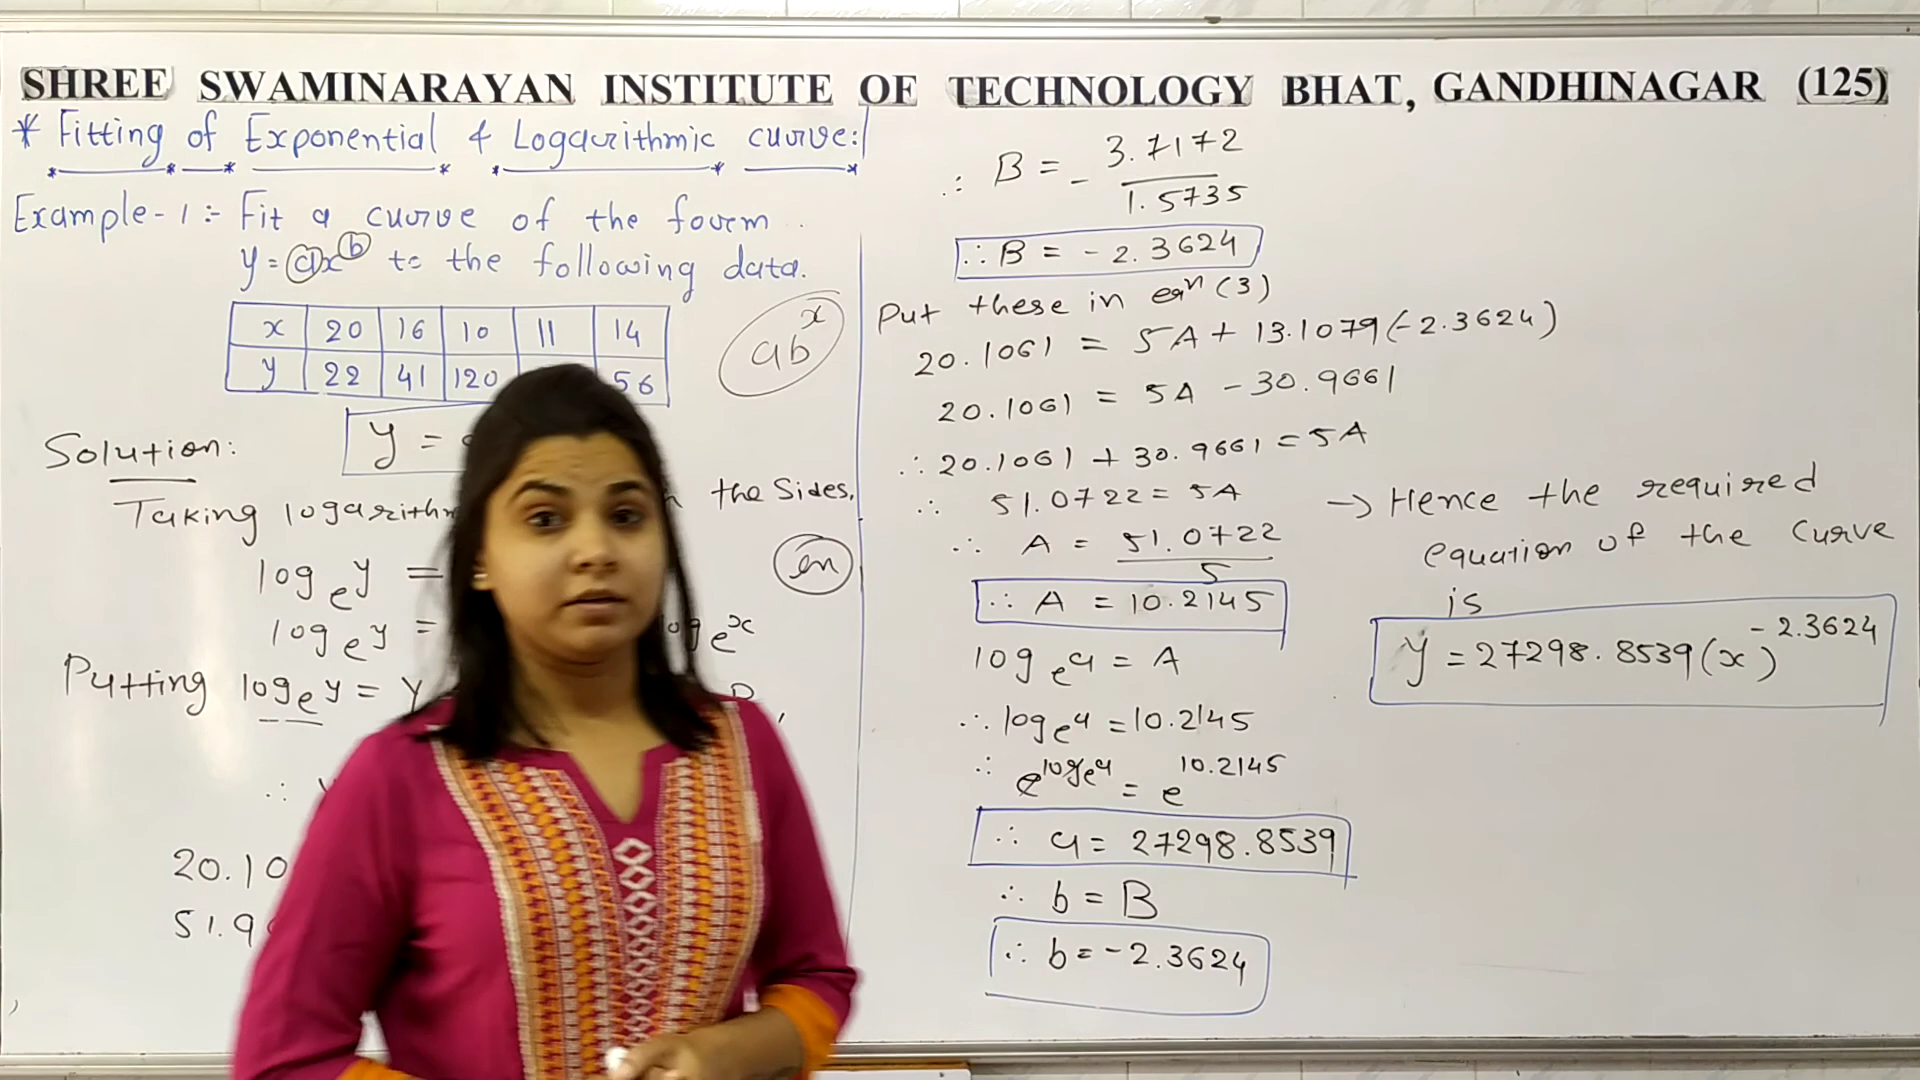 SHREE SWAMINARAYAN INSTITUTE OF TECHNOLOGY BHAT, GANDHINAGAR (125)
* Fitting of Exponential & Logarithmic curve:
Example-1:- Fit a curve of the form
y = ax^b to the following data.
x 20 16 10 11 14
y 22 41 120 56
ab^x
Solution: y =
Taking logarithm the Sides,
log_e y =
en
log_e y = log_e x
Putting log_e y = Y
∴ Y
20.10
51.9
∴ B = - 3.7172 / 1.5735
∴ B = -2.3624
Put these in eqn (3)
20.1061 = 5A + 13.1079(-2.3624)
20.1061 = 5A - 30.9661
∴ 20.1061 + 30.9661 = 5A
∴ 51.0722 = 5A
∴ A = 51.0722 / 5
∴ A = 10.2145
log_e a = A
∴ log_e a = 10.2145
∴ e^log_e a = e^10.2145
∴ a = 27298.8539
∴ b = B
∴ b = -2.3624
→ Hence the required
equation of the curve
is
y = 27298.8539(x)^-2.3624